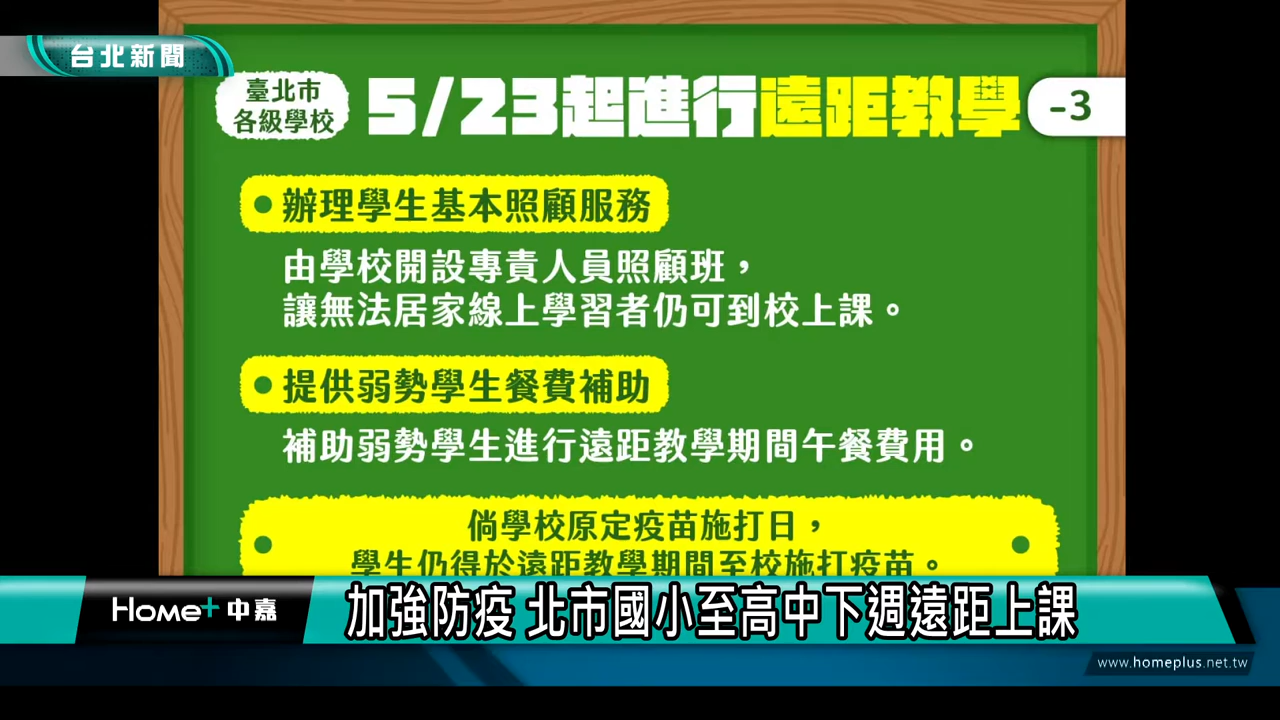 台北新聞
臺北市
各級學校
5/23起進行遠距教學
-3
辦理學生基本照顧服務
由學校開設專責人員照顧班，
讓無法居家線上學習者仍可到校上課。
提供弱勢學生餐費補助
補助弱勢學生進行遠距教學期間午餐費用。
倘學校原定疫苗施打日，
學生仍得於遠距教學期間至校施打疫苗。
Home+中嘉
加強防疫 北市國小至高中下週遠距上課
www.homeplus.net.tw